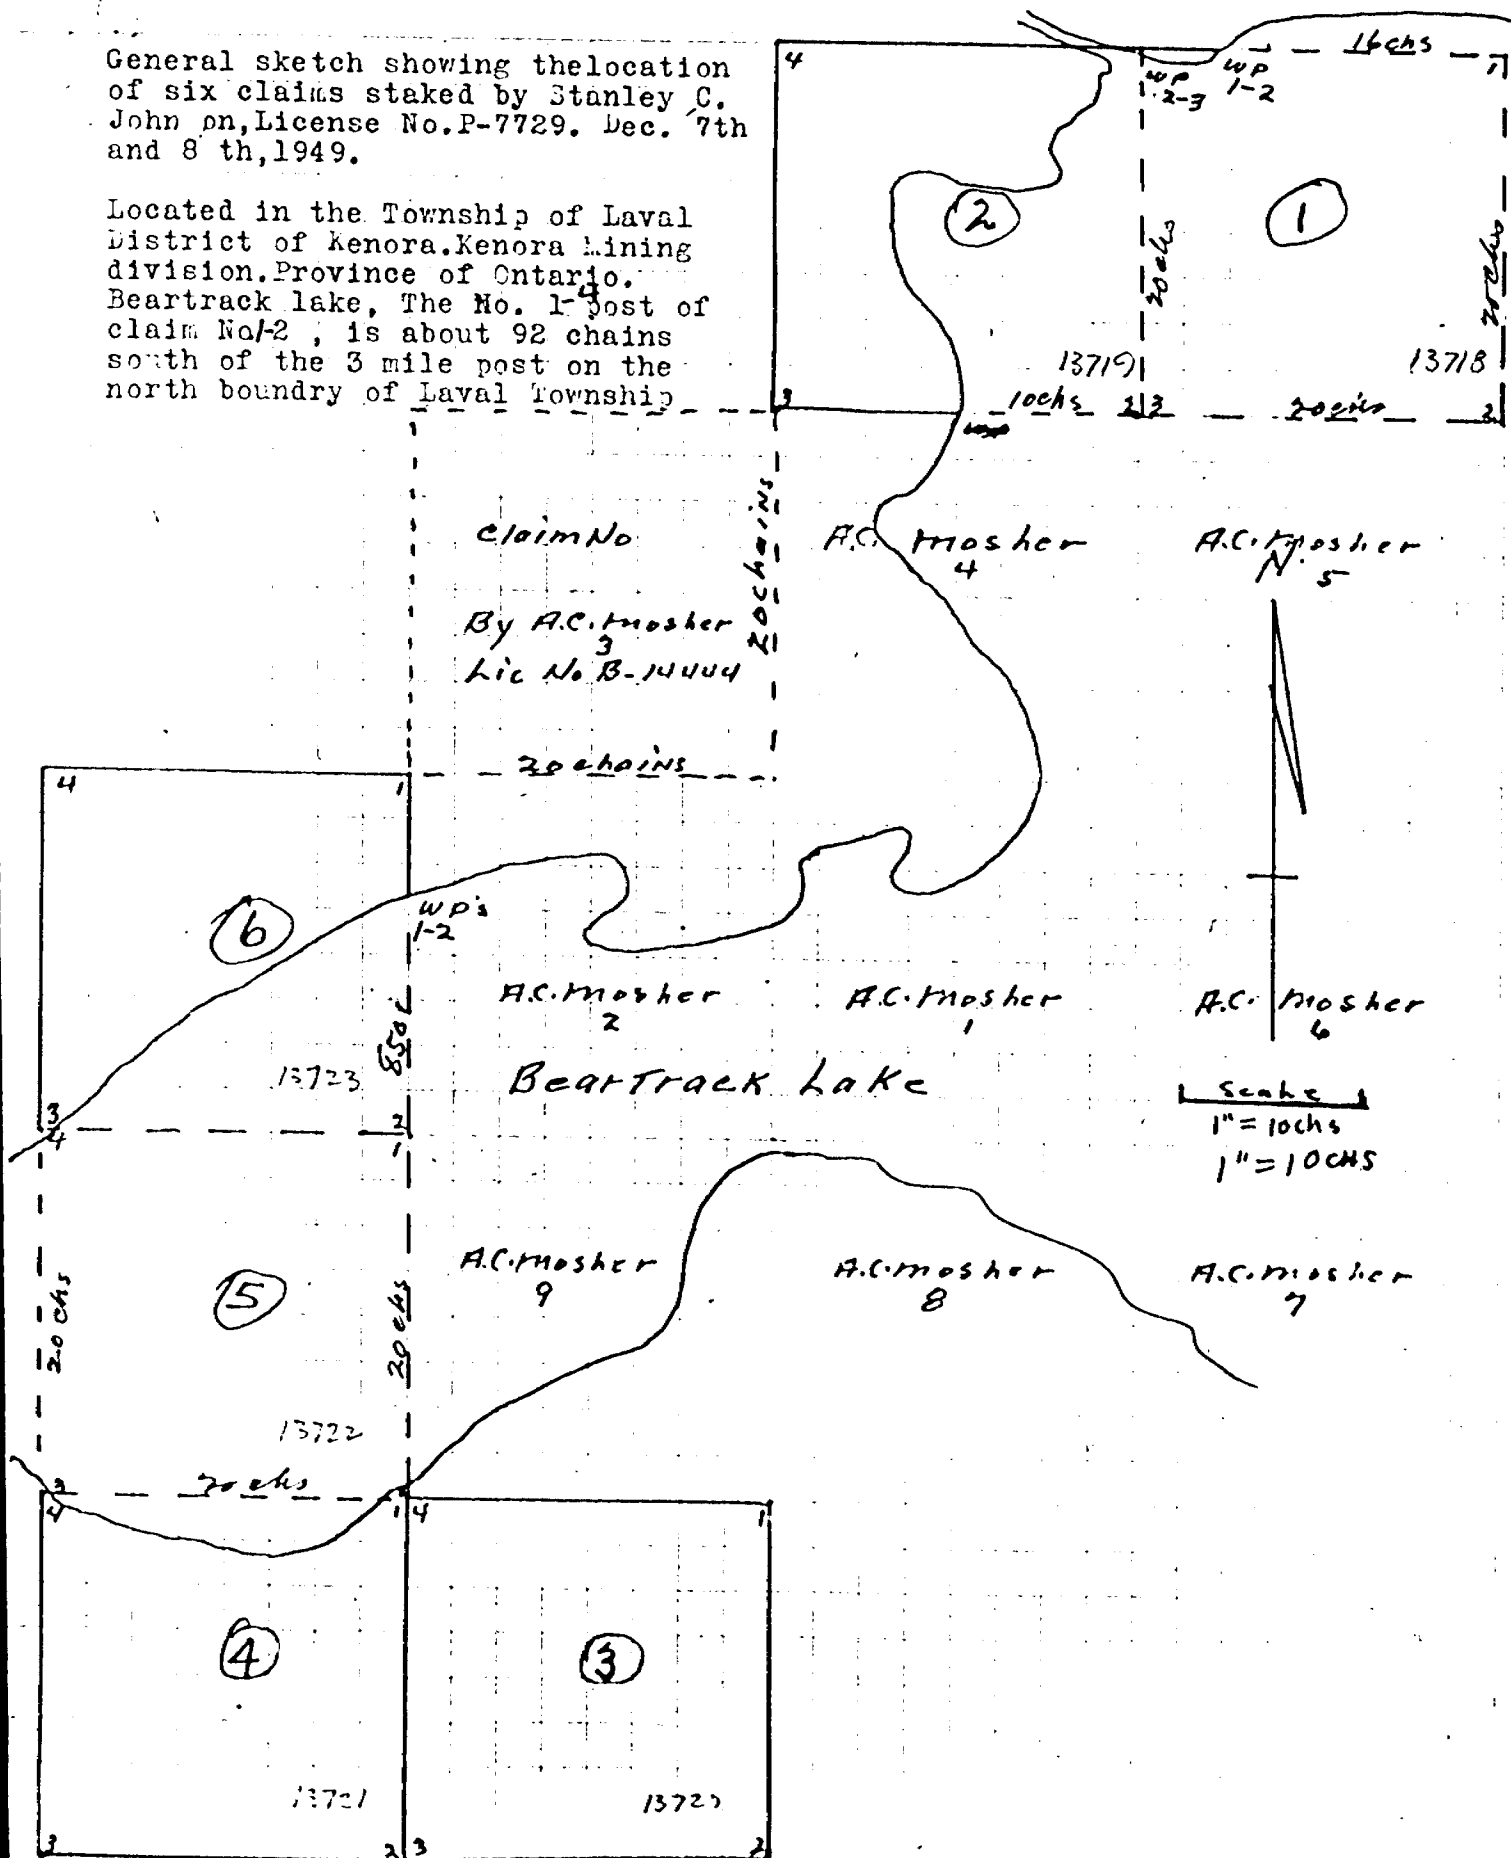 General sketch showing thelocation
of six claims staked by Stanley C.
John on,License No.P-7729. Dec. 7th
and 8 th,1949.
Located in the Township of Laval
District of Kenora.Kenora Mining
division.Province of Ontario.
Beartrack lake, The No. 1-4 post of
claim No1-2 , is about 92 chains
south of the 3 mile post on the
north boundry of Laval Township
4
16chs
1
WP
2-3
WP
1-2
2
1
20chs
20chs
13719
13718
3
10chs
2
3
20chs
2
Claim No
By A.C. Mosher
3
Lic No B-14444
20chains
20chains
A.C. Mosher
4
A.C. Mosher
5
N.
4
1
6
WP's
1-2
850
13723
3
2
4
1
A.C. Mosher
2
A.C. Mosher
1
A.C. Mosher
6
BearTrack Lake
Scale
1"=10chs
1"=10CHS
20chs
5
20chs
13722
A.C. Mosher
9
A.C. Mosher
8
A.C. Mosher
7
3
20chs
4
1
4
1
4
3
13721
3
2
3
2